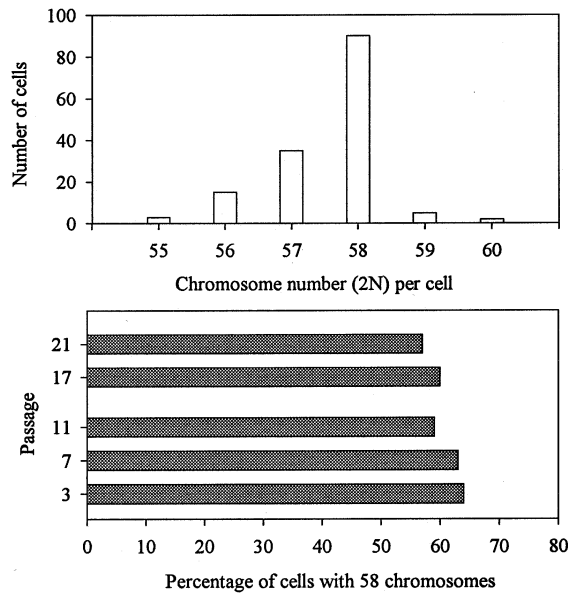 100
80
60
40
20
0
Number of cells
55 56 57 58 59 60
Chromosome number (2N) per cell
21
17
11
7
3
Passage
0 10 20 30 40 50 60 70 80
Percentage of cells with 58 chromosomes